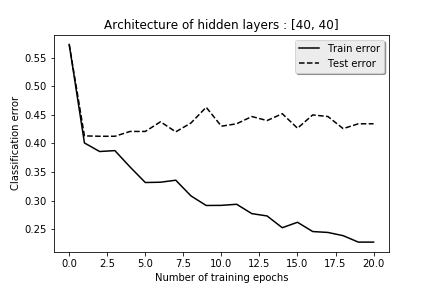 Architecture of hidden layers : [40, 40]
Train error
Test error
Classification error
0.55
0.50
0.45
0.40
0.35
0.30
0.25
0.0 2.5 5.0 7.5 10.0 12.5 15.0 17.5 20.0
Number of training epochs